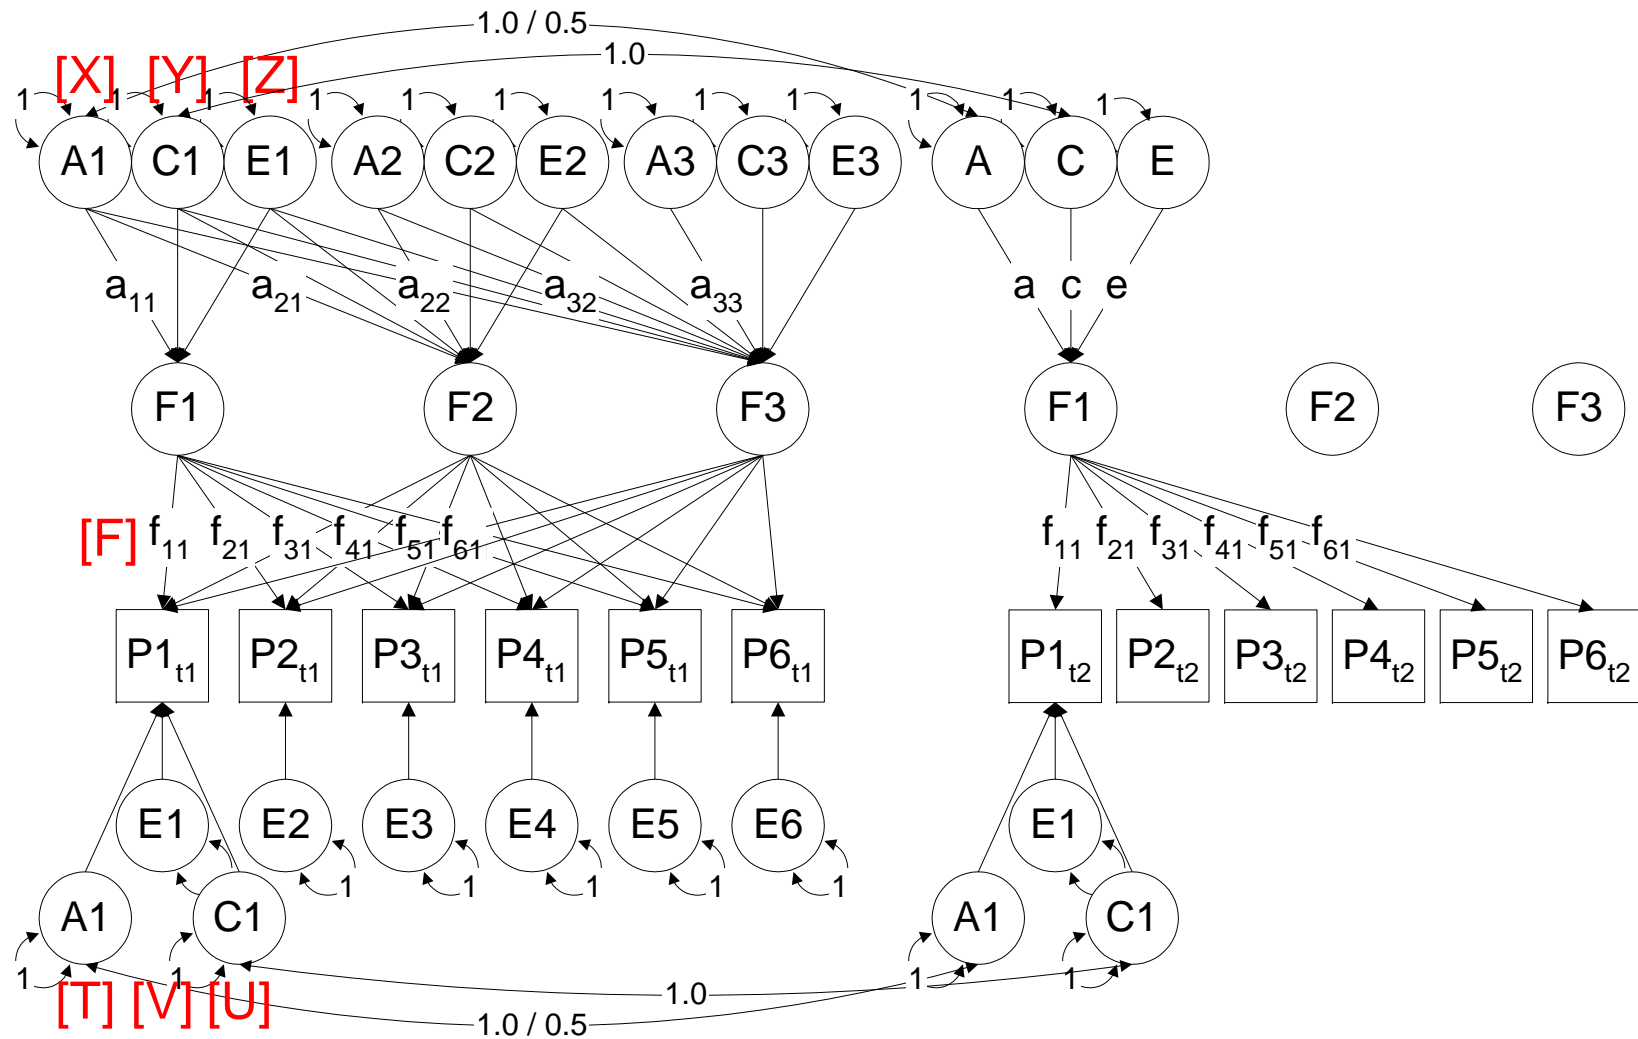 1.0 / 0.5
1.0
[X] [Y] [Z]
1 1 1 1 1 1 1 1 1 1 1 1
A1 C1 E1 A2 C2 E2 A3 C3 E3 A C E
a11 a21 a22 a32 a33 a c e
F1 F2 F3 F1 F2 F3
[F] f11 f21 f31 f41 f51 f61 f11 f21 f31 f41 f51 f61
P1t1 P2t1 P3t1 P4t1 P5t1 P6t1 P1t2 P2t2 P3t2 P4t2 P5t2 P6t2
E1 E2 E3 E4 E5 E6 E1
1 1 1 1 1
A1 C1 A1 C1
1 1 1 1
[T] [V] [U] 1.0
1.0 / 0.5